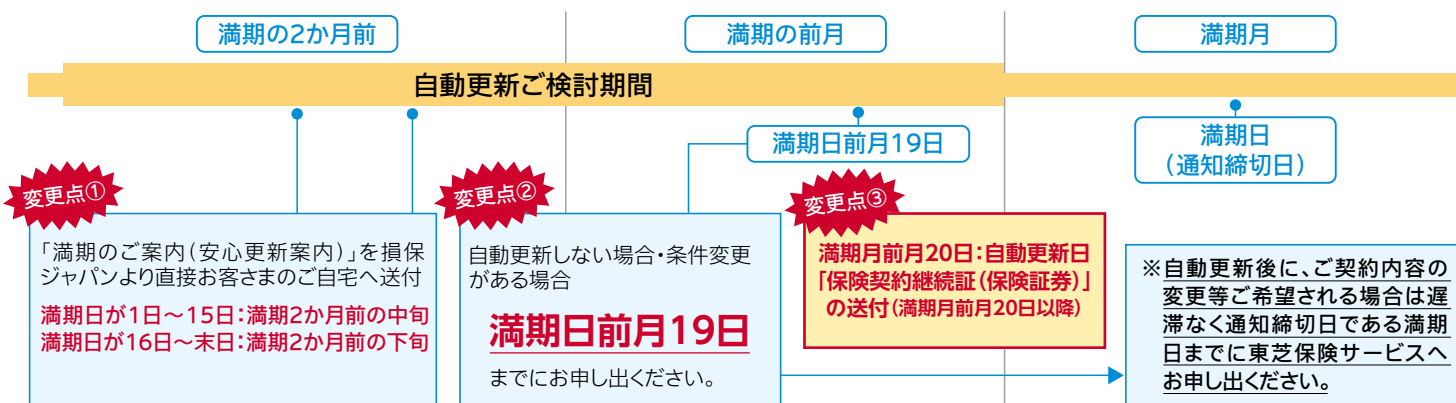 満期の2か月前
満期の前月
満期月
自動更新ご検討期間
満期日前月19日
満期日
（通知締切日）
変更点①
「満期のご案内（安心更新案内）」を損保
ジャパンより直接お客さまのご自宅へ送付
満期日が1日～15日：満期2か月前の中旬
満期日が16日～末日：満期2か月前の下旬
変更点②
自動更新しない場合・条件変更
がある場合
満期日前月19日
までにお申し出ください。
変更点③
満期月前月20日：自動更新日
「保険契約継続証（保険証券）」
の送付（満期月前月20日以降）
※自動更新後に、ご契約内容の
変更等ご希望される場合は遅
滞なく通知締切日である満期
日までに東芝保険サービスへ
お申し出ください。